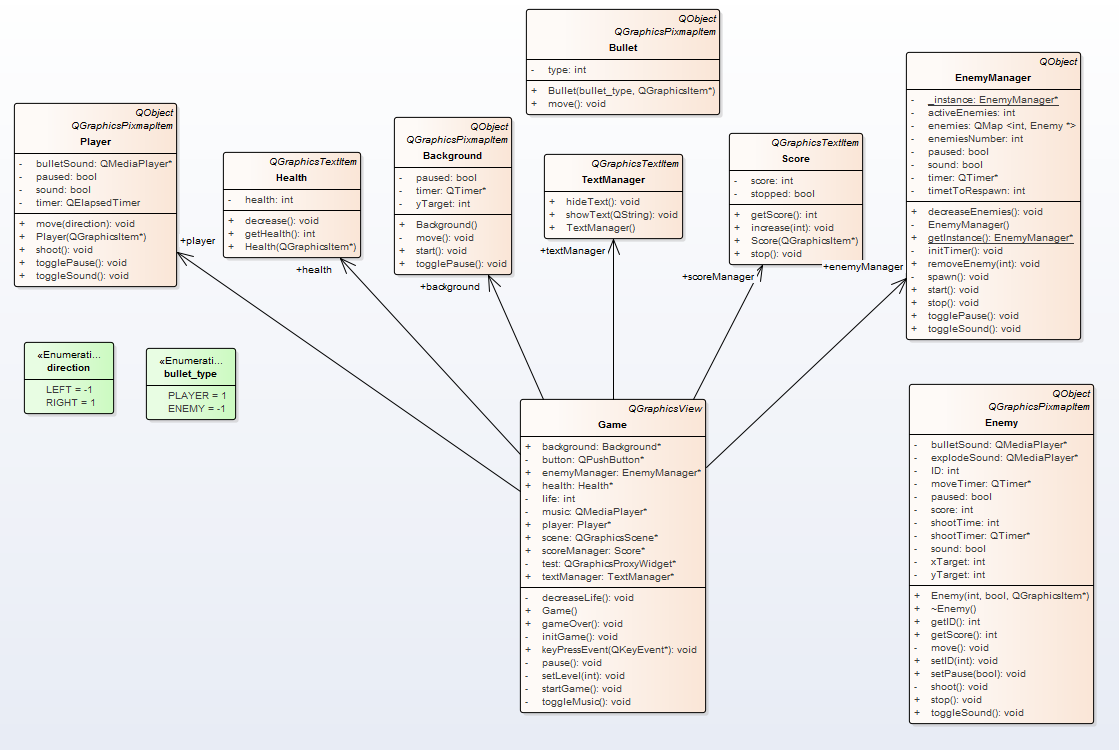 QObject
QGraphicsPixmapItem
Bullet
- type: int
+ Bullet(bullet_type, QGraphicsItem*)
+ move(): void
QObject
EnemyManager
- _instance: EnemyManager*
- activeEnemies: int
- enemies: QMap <int, Enemy *>
- enemiesNumber: int
- paused: bool
- sound: bool
- timer: QTimer*
- timetToRespawn: int
+ decreaseEnemies(): void
- EnemyManager()
+ getInstance(): EnemyManager*
- initTimer(): void
+ removeEnemy(int): void
- spawn(): void
+ start(): void
+ stop(): void
+ togglePause(): void
+ toggleSound(): void
QObject
QGraphicsPixmapItem
Player
- bulletSound: QMediaPlayer*
- paused: bool
- sound: bool
- timer: QElapsedTimer
+ move(direction): void
+ Player(QGraphicsItem*)
+ shoot(): void
+ togglePause(): void
+ toggleSound(): void
QGraphicsTextItem
Health
- health: int
+ decrease(): void
+ getHealth(): int
+ Health(QGraphicsItem*)
QObject
QGraphicsPixmapItem
Background
- paused: bool
- timer: QTimer*
- yTarget: int
+ Background()
- move(): void
+ start(): void
+ togglePause(): void
QGraphicsTextItem
TextManager
+ hideText(): void
+ showText(QString): void
+ TextManager()
QGraphicsTextItem
Score
- score: int
- stopped: bool
+ getScore(): int
+ increase(int): void
+ Score(QGraphicsItem*)
+ stop(): void
+player
+health
+background
+textManager
+scoreManager
+enemyManager
«Enumerati...
direction
LEFT = -1
RIGHT = 1
«Enumerati...
bullet_type
PLAYER = 1
ENEMY = -1
QGraphicsView
Game
+ background: Background*
- button: QPushButton*
+ enemyManager: EnemyManager*
+ health: Health*
- life: int
- music: QMediaPlayer*
+ player: Player*
+ scene: QGraphicsScene*
+ scoreManager: Score*
- test: QGraphicsProxyWidget*
+ textManager: TextManager*
- decreaseLife(): void
+ Game()
+ gameOver(): void
- initGame(): void
+ keyPressEvent(QKeyEvent*): void
- pause(): void
- setLevel(int): void
- startGame(): void
- toggleMusic(): void
QObject
QGraphicsPixmapItem
Enemy
- bulletSound: QMediaPlayer*
- explodeSound: QMediaPlayer*
- ID: int
- moveTimer: QTimer*
- paused: bool
- score: int
- shootTime: int
- shootTimer: QTimer*
- sound: bool
- xTarget: int
- yTarget: int
+ Enemy(int, bool, QGraphicsItem*)
+ ~Enemy()
+ getID(): int
+ getScore(): int
- move(): void
+ setID(int): void
+ setPause(bool): void
- shoot(): void
+ stop(): void
+ toggleSound(): void